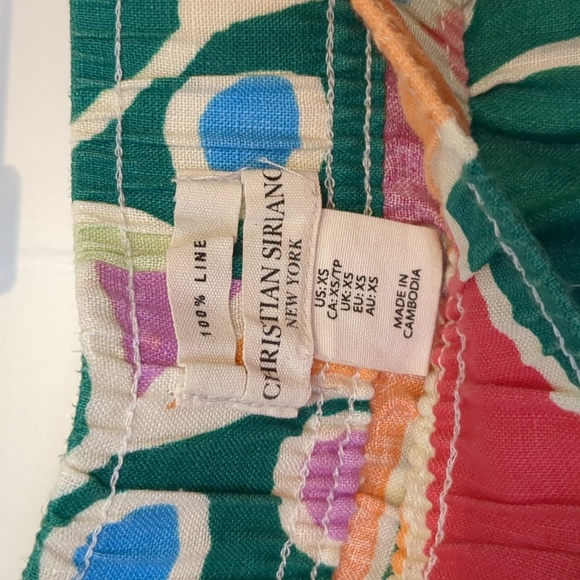 100% LINE
CHRISTIAN SIRIANO
NEW YORK
US: XS
CA: XS/TP
UK: XS
EU: XS
AU: XS
MADE IN
CAMBODIA